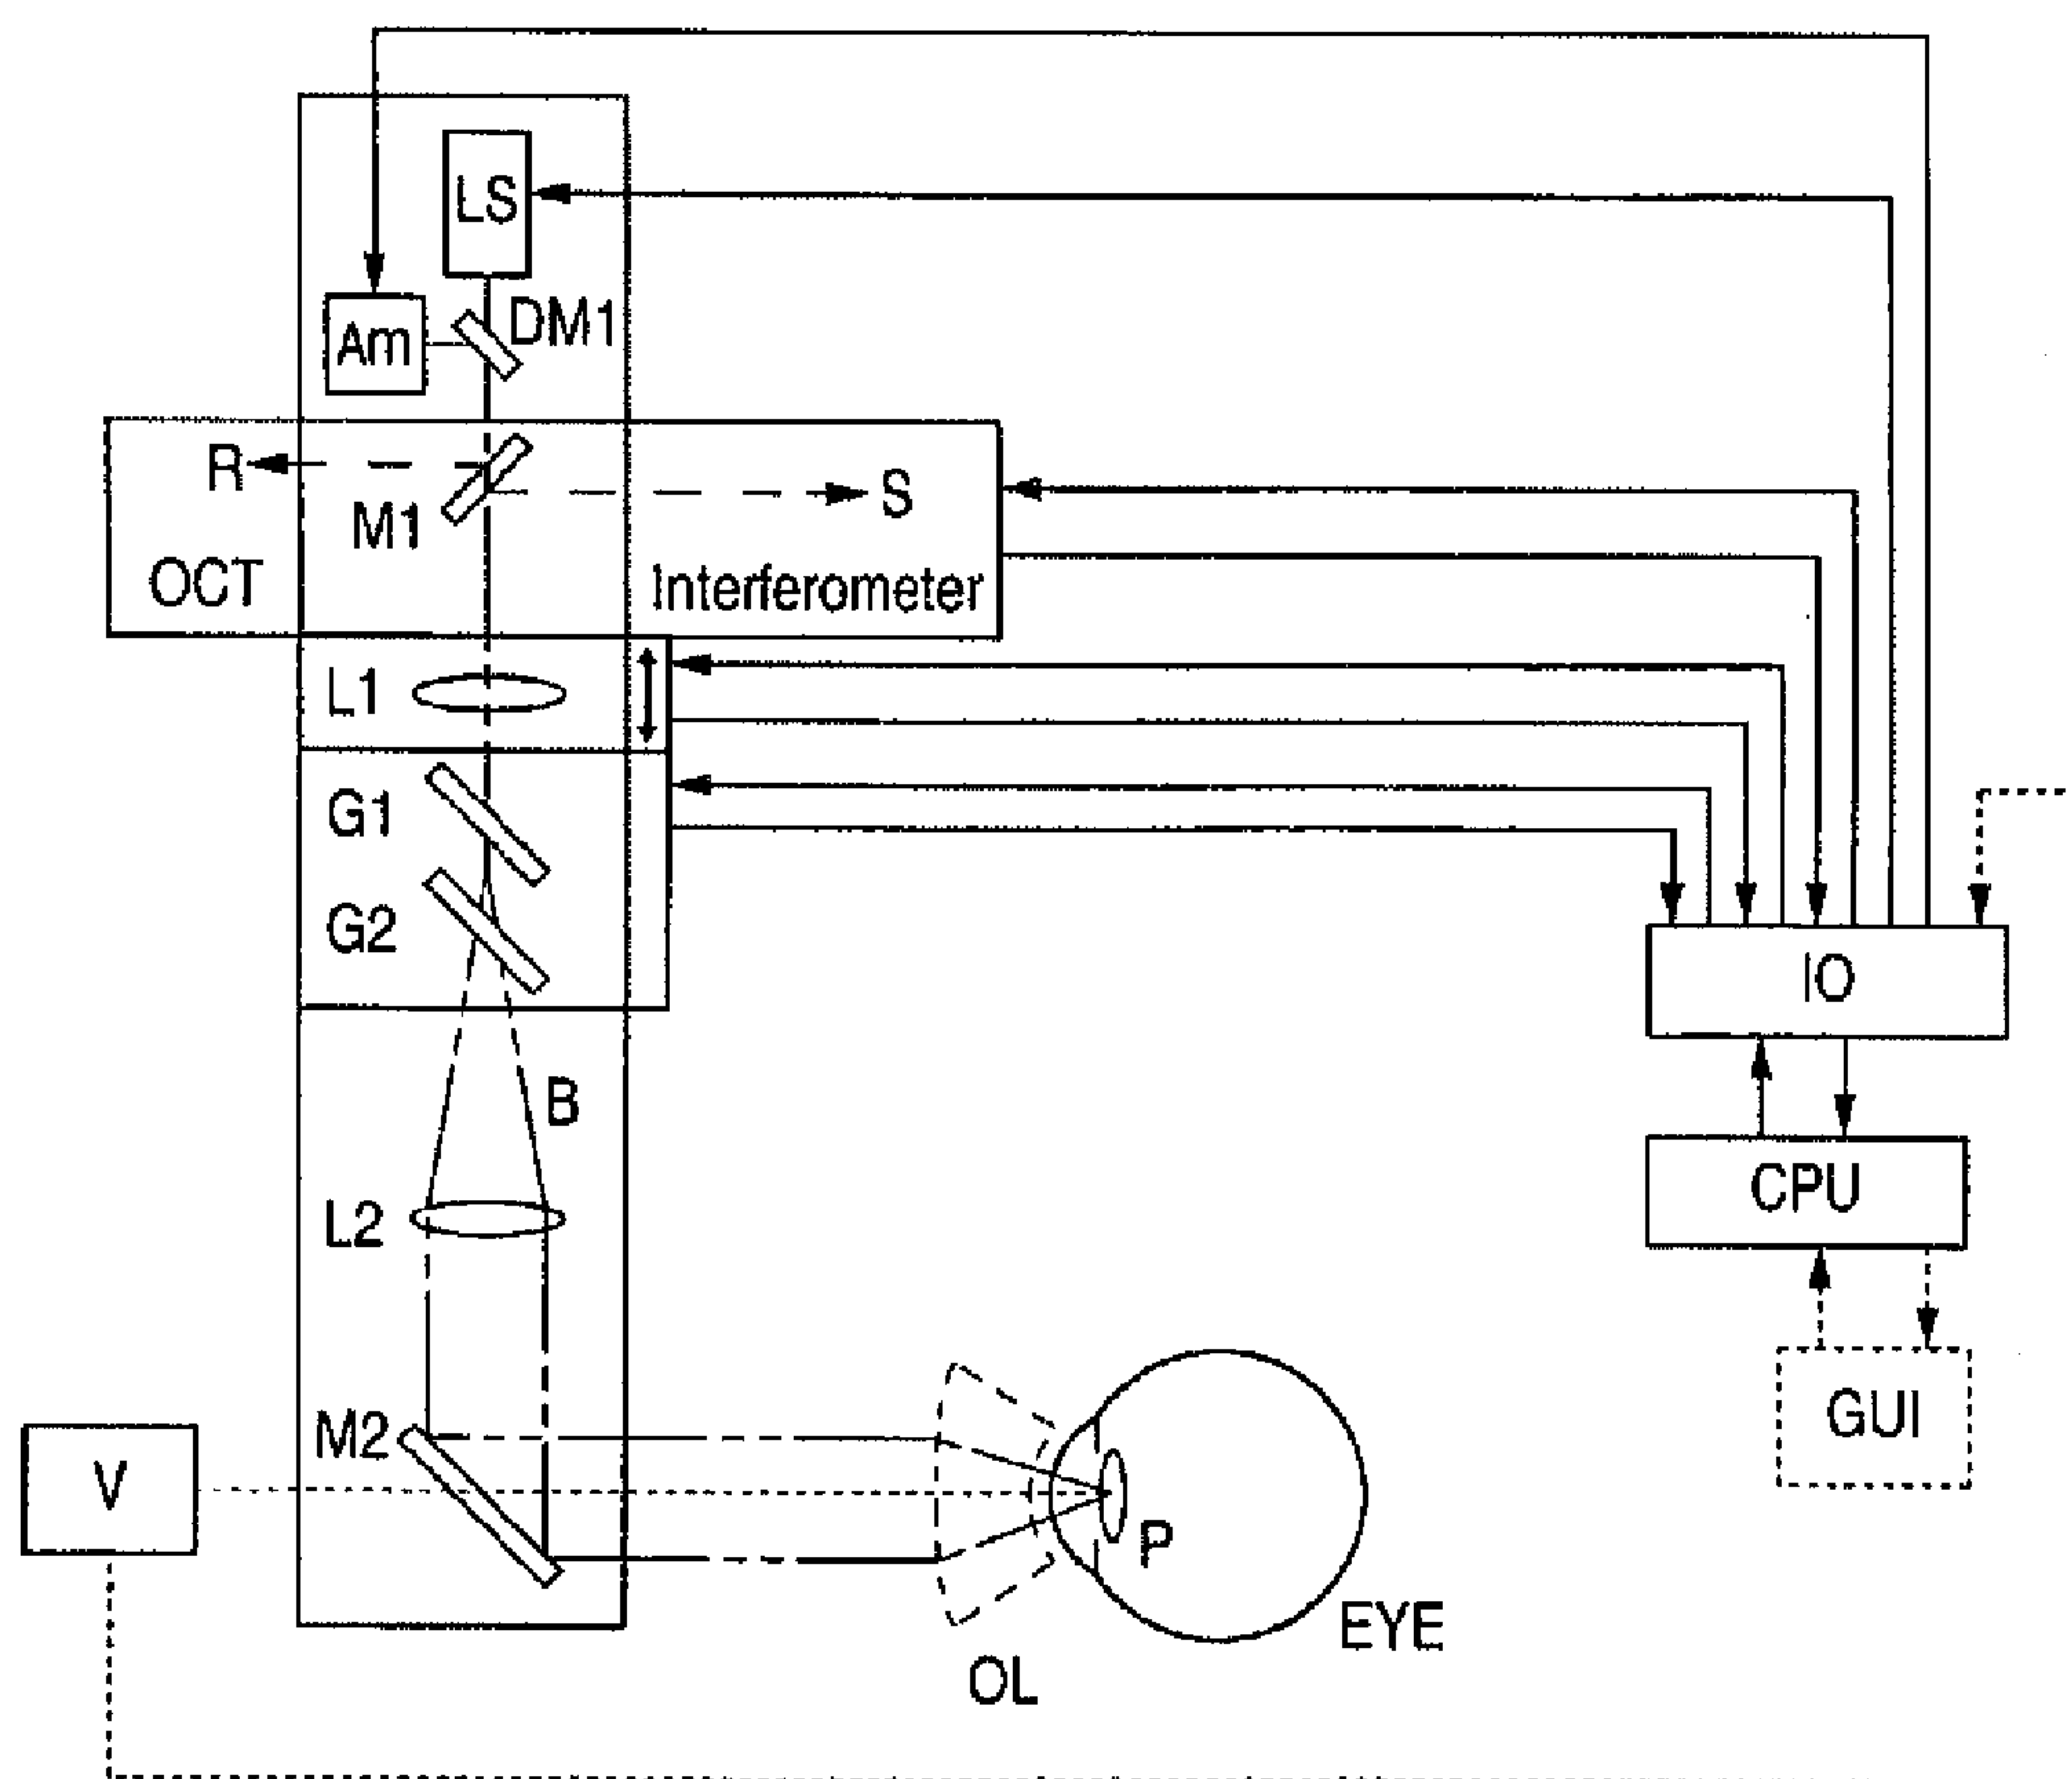 LS
DM1
Am
R
S
M1
OCT
Interferometer
L1
G1
G2
IO
B
CPU
L2
GUI
M2
V
P
EYE
OL